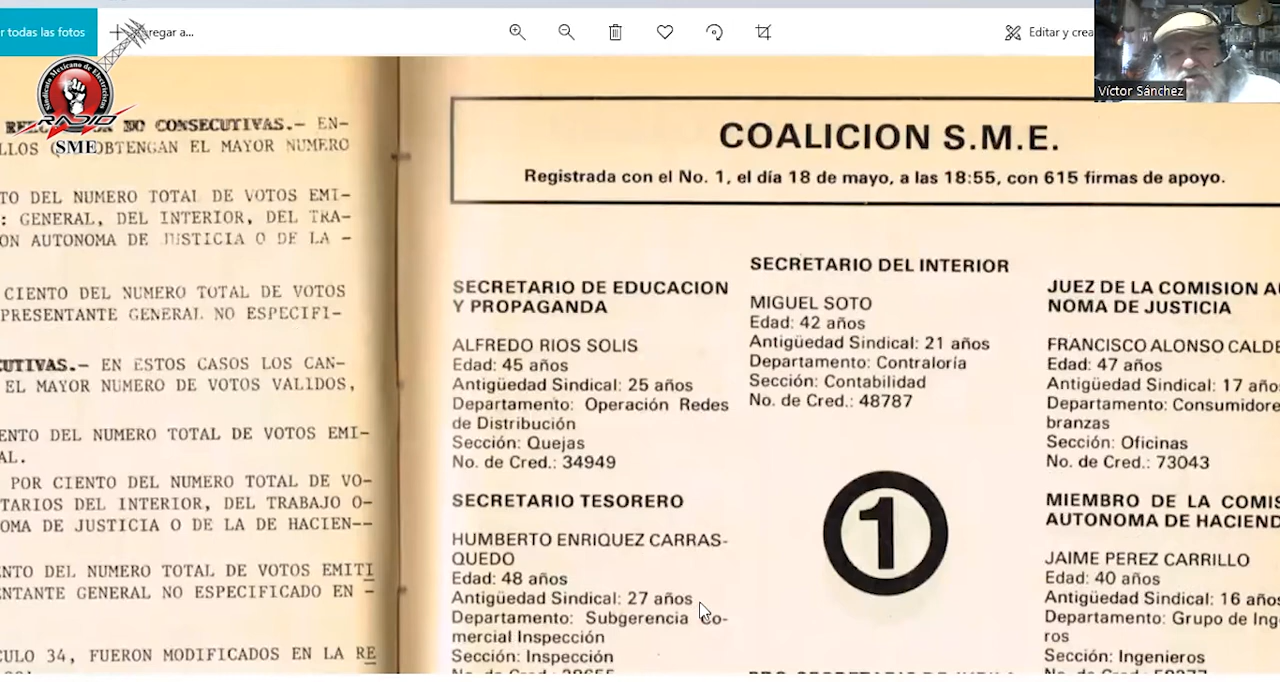 r todas las fotos
Editar y crea
Víctor Sánchez
Sindicato Mexicano de Electricistas
RADIO
SME
NO CONSECUTIVAS.- EN-
OBTENGAN EL MAYOR NUMERO
TO DEL NUMERO TOTAL DE VOTOS EMI-
: GENERAL, DEL INTERIOR, DEL TRA-
ON AUTONOMA DE JUSTICIA O DE LA -
CIENTO DEL NUMERO TOTAL DE VOTOS
PRESENTANTE GENERAL NO ESPECIFI-
CUTIVAS.- EN ESTOS CASOS LOS CAN-
EL MAYOR NUMERO DE VOTOS VALIDOS,
ENTO DEL NUMERO TOTAL DE VOTOS EMI-
AL.
POR CIENTO DEL NUMERO TOTAL DE VO-
TARIOS DEL INTERIOR, DEL TRABAJO O-
OMA DE JUSTICIA O DE LA DE HACIEN--
NTO DEL NUMERO TOTAL DE VOTOS EMITI
ENTANTE GENERAL NO ESPECIFICADO EN -
CULO 34, FUERON MODIFICADOS EN LA RE
COALICION S.M.E.
Registrada con el No. 1, el día 18 de mayo, a las 18:55, con 615 firmas de apoyo.
SECRETARIO DE EDUCACION
Y PROPAGANDA
ALFREDO RIOS SOLIS
Edad: 45 años
Antigüedad Sindical: 25 años
Departamento: Operación Redes
de Distribución
Sección: Quejas
No. de Cred.: 34949
SECRETARIO TESORERO
HUMBERTO ENRIQUEZ CARRAS-
QUEDO
Edad: 48 años
Antigüedad Sindical: 27 años
Departamento: Subgerencia Co-
mercial Inspección
Sección: Inspección
SECRETARIO DEL INTERIOR
MIGUEL SOTO
Edad: 42 años
Antigüedad Sindical: 21 años
Departamento: Contraloría
Sección: Contabilidad
No. de Cred.: 48787
1
JUEZ DE LA COMISION AU
NOMA DE JUSTICIA
FRANCISCO ALONSO CALDE
Edad: 47 años
Antigüedad Sindical: 17 año
Departamento: Consumidore
branzas
Sección: Oficinas
No. de Cred.: 73043
MIEMBRO DE LA COMIS
AUTONOMA DE HACIEND
JAIME PEREZ CARRILLO
Edad: 40 años
Antigüedad Sindical: 16 años
Departamento: Grupo de Ing
ros
Sección: Ingenieros